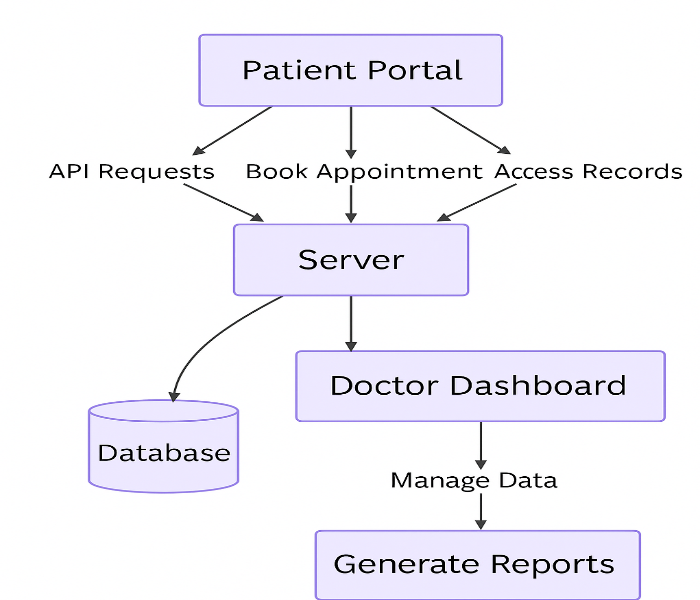 Patient Portal
API Requests
Book Appointment
Access Records
Server
Doctor Dashboard
Database
Manage Data
Generate Reports